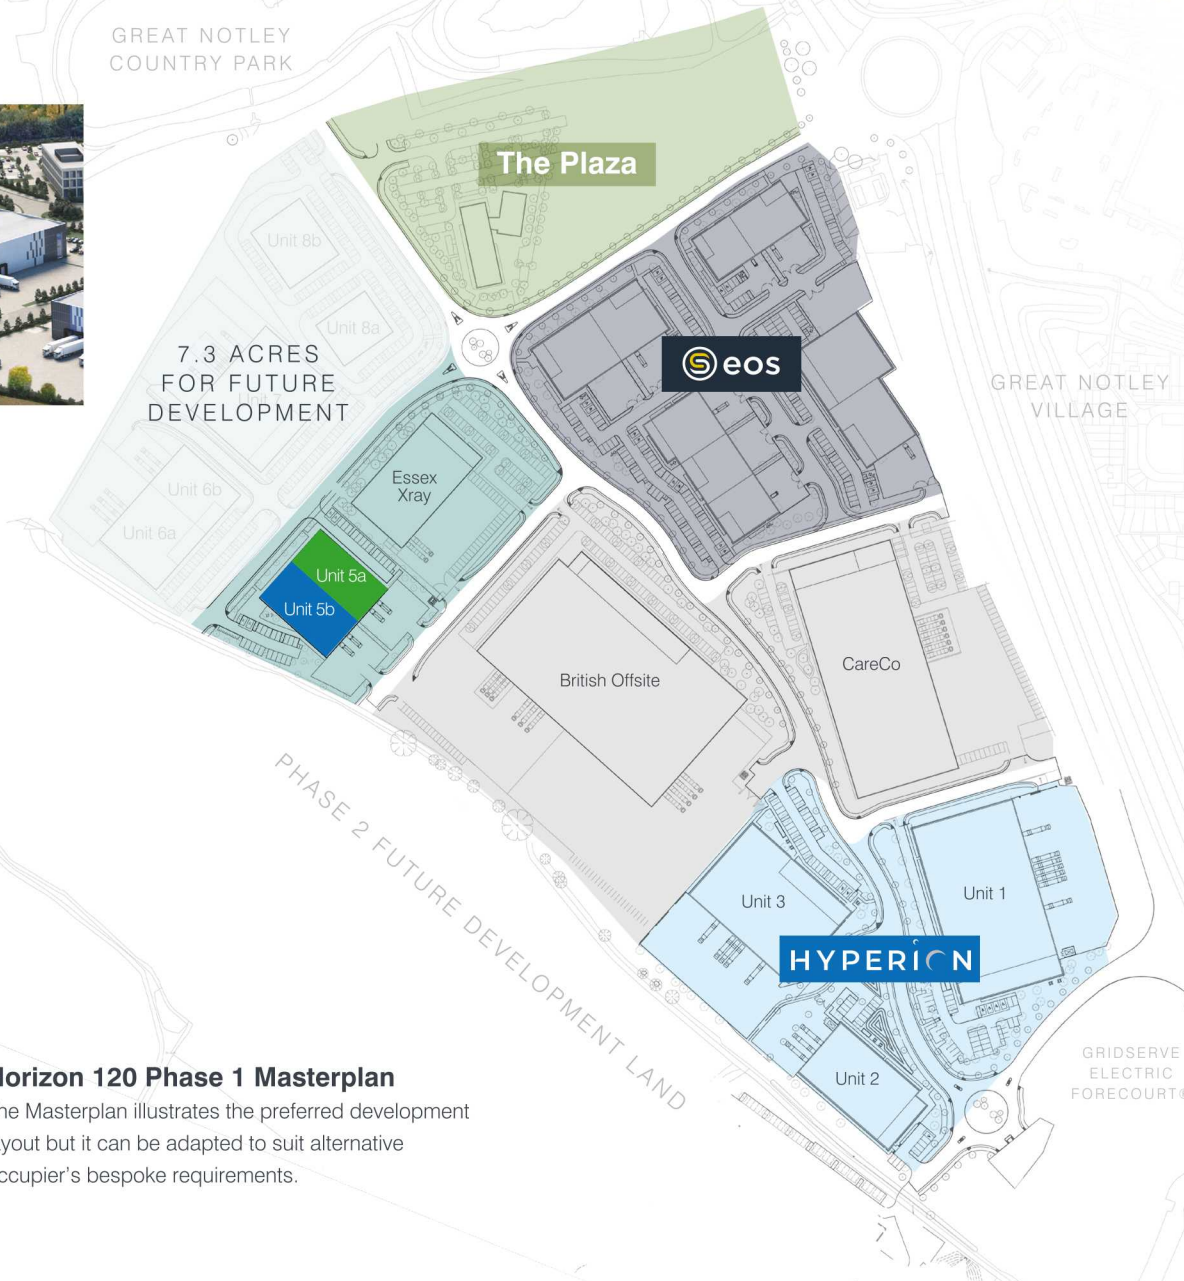 GREAT NOTLEY
COUNTRY PARK
The Plaza
Unit 8b
Unit 8a
7.3 ACRES
FOR FUTURE
DEVELOPMENT
Unit 7
eos
GREAT NOTLEY
VILLAGE
Essex
Xray
Unit 6b
Unit 6a
Unit 5a
Unit 5b
British Offsite
CareCo
PHASE 2 FUTURE DEVELOPMENT LAND
Unit 3
Unit 1
HYPERION
Unit 2
GRIDSERVE
ELECTRIC
FORECOURT
orizon 120 Phase 1 Masterplan
he Masterplan illustrates the preferred development
yout but it can be adapted to suit alternative
ccupier's bespoke requirements.